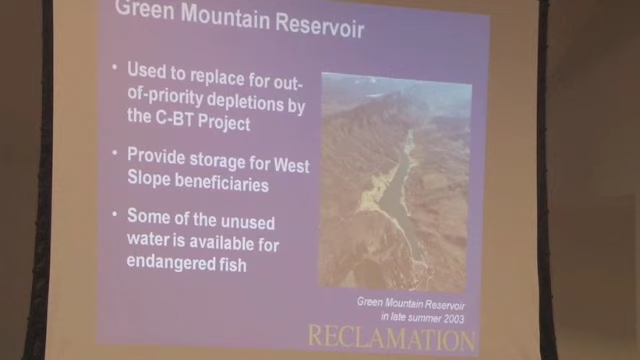 Green Mountain Reservoir
• Used to replace for out-
of-priority depletions by
the C-BT Project
• Provide storage for West
Slope beneficiaries
• Some of the unused
water is available for
endangered fish
Green Mountain Reservoir
in late summer 2003
RECLAMATION